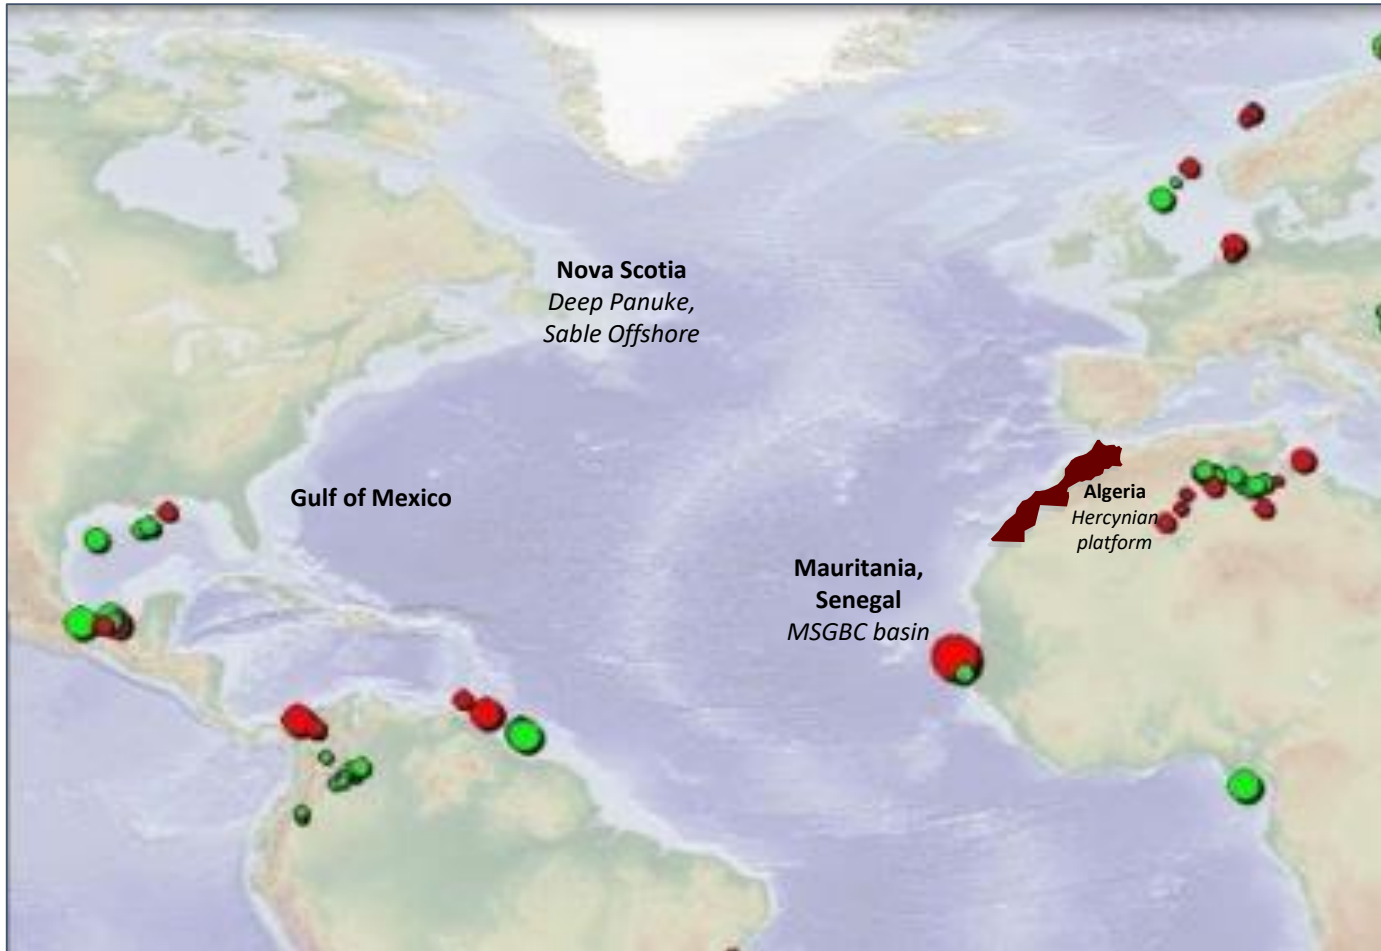 Nova Scotia
Deep Panuke,
Sable Offshore
Gulf of Mexico
Algeria
Hercynian
platform
Mauritania,
Senegal
MSGBC basin